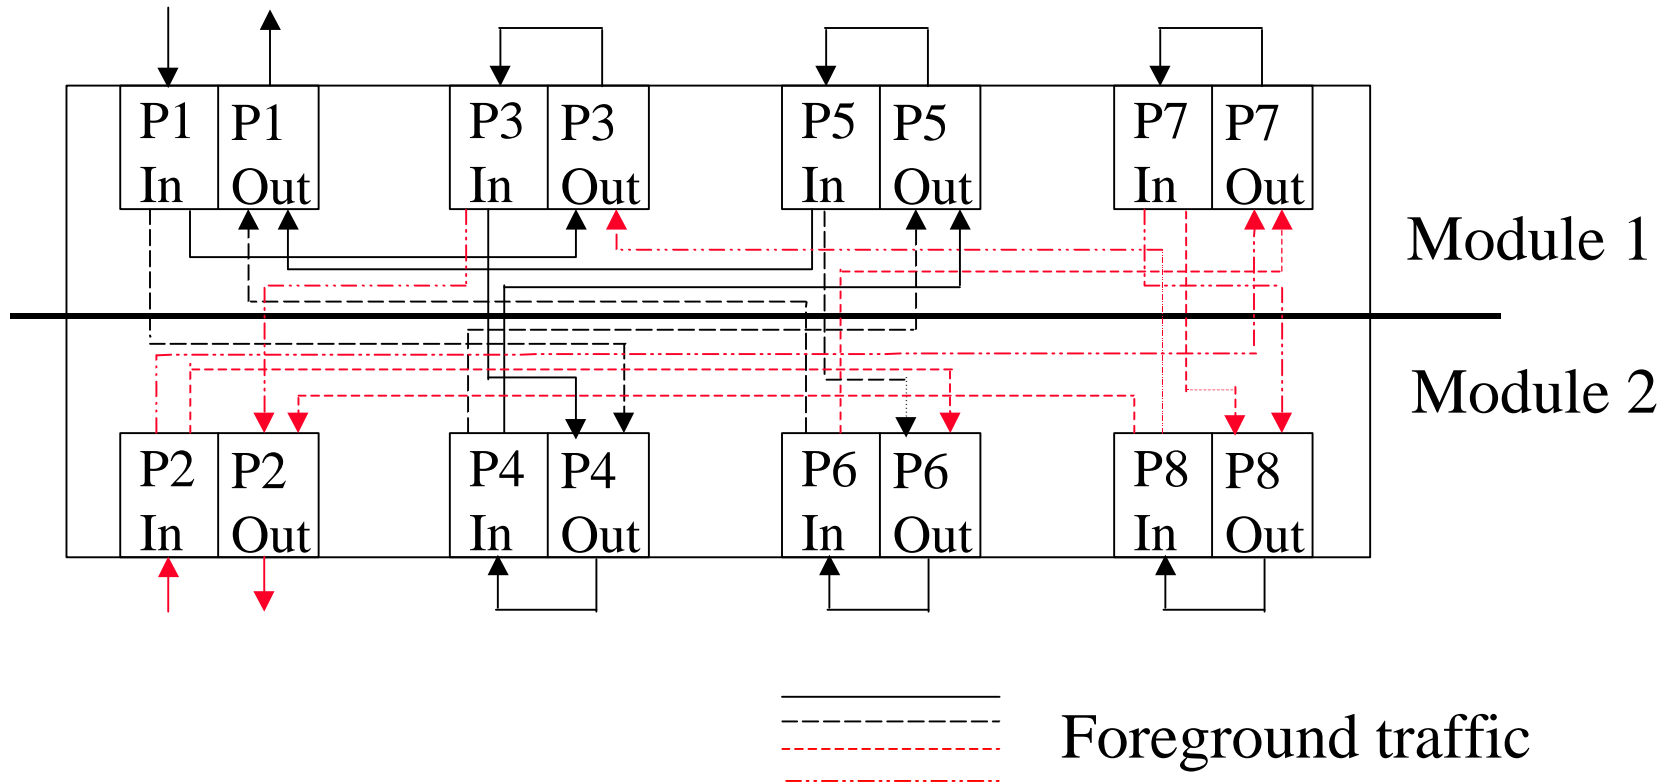 P1 P1 P3 P3 P5 P5 P7 P7
In Out In Out In Out In Out
Module 1
Module 2
P2 P2 P4 P4 P6 P6 P8 P8
In Out In Out In Out In Out
Foreground traffic